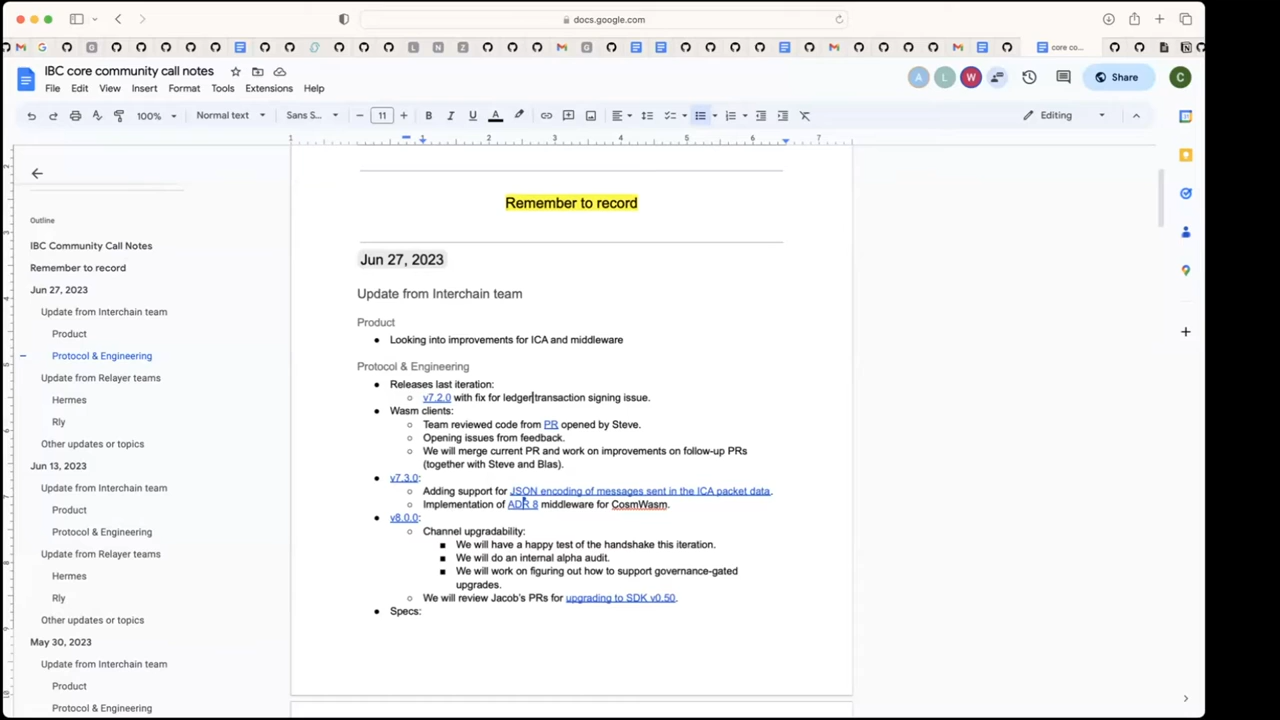 docs.google.com
core co...
IBC core community call notes
File Edit View Insert Format Tools Extensions Help
A L W Share C
100% Normal text Sans S... 11 Editing
1 1 2 3 4 5 6 7
Outline
IBC Community Call Notes
Remember to record
Jun 27, 2023
Update from Interchain team
Product
Protocol & Engineering
Update from Relayer teams
Hermes
Rly
Other updates or topics
Jun 13, 2023
Update from Interchain team
Product
Protocol & Engineering
Update from Relayer teams
Hermes
Rly
Other updates or topics
May 30, 2023
Update from Interchain team
Product
Protocol & Engineering
Remember to record
Jun 27, 2023
Update from Interchain team
Product
Looking into improvements for ICA and middleware
Protocol & Engineering
Releases last iteration:
v7.2.0 with fix for ledger transaction signing issue.
Wasm clients:
Team reviewed code from PR opened by Steve.
Opening issues from feedback.
We will merge current PR and work on improvements on follow-up PRs
(together with Steve and Blas).
v7.3.0:
Adding support for JSON encoding of messages sent in the ICA packet data.
Implementation of ADR 8 middleware for CosmWasm.
v8.0.0:
Channel upgradability:
We will have a happy test of the handshake this iteration.
We will do an internal alpha audit.
We will work on figuring out how to support governance-gated
upgrades.
We will review Jacob's PRs for upgrading to SDK v0.50.
Specs: